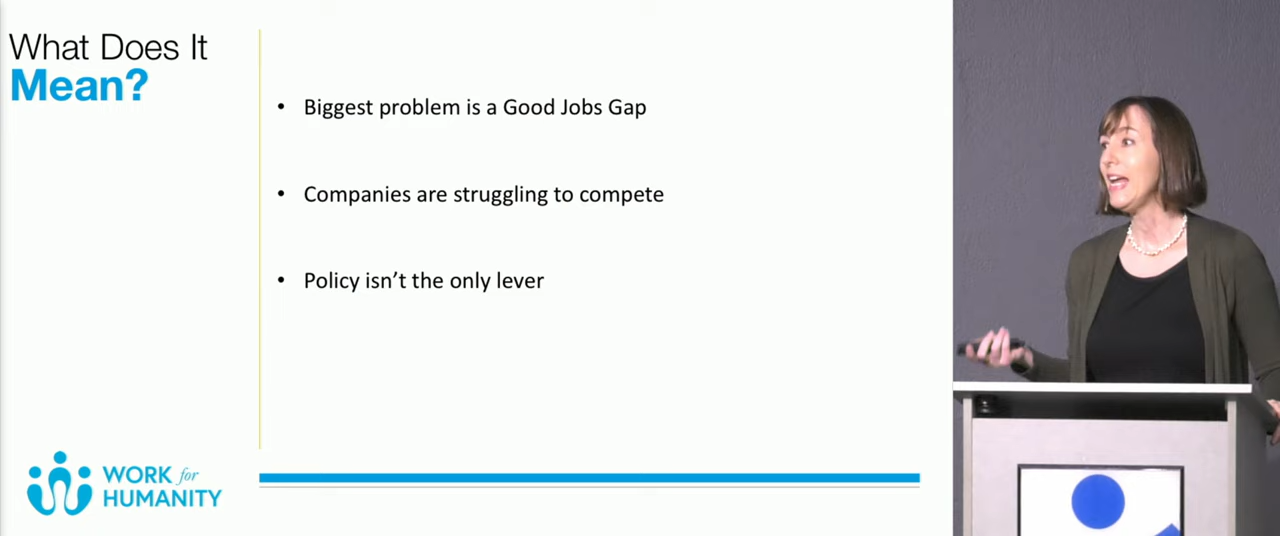 What Does It
Mean?
• Biggest problem is a Good Jobs Gap
• Companies are struggling to compete
• Policy isn’t the only lever
WORK for
HUMANITY